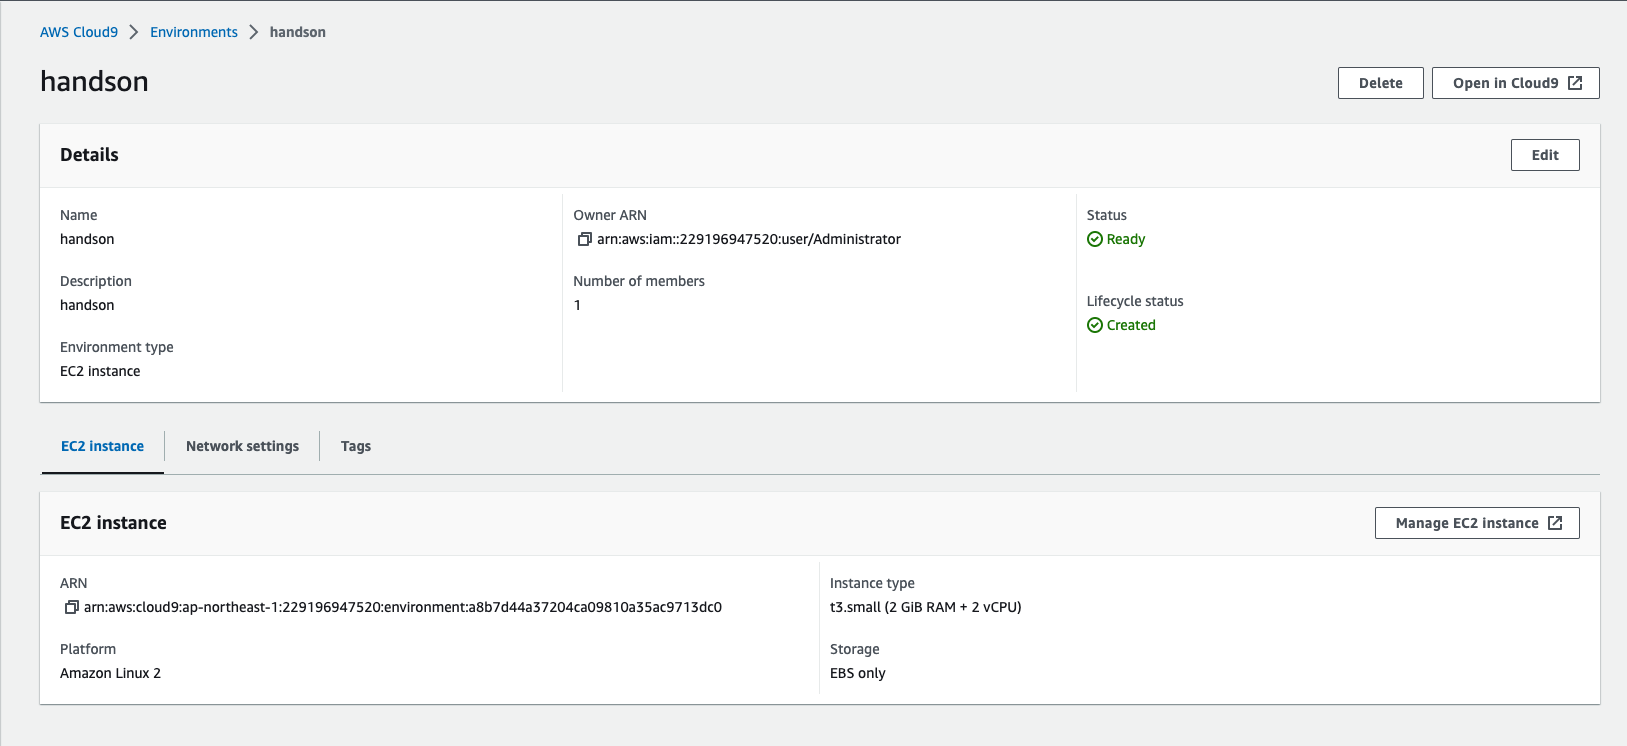 AWS Cloud9 > Environments > handson
handson
Delete
Open in Cloud9
Details
Edit
Name
handson
Description
handson
Environment type
EC2 instance
Owner ARN
arn:aws:iam::229196947520:user/Administrator
Number of members
1
Status
Ready
Lifecycle status
Created
EC2 instance
Network settings
Tags
EC2 instance
Manage EC2 instance
ARN
arn:aws:cloud9:ap-northeast-1:229196947520:environment:a8b7d44a37204ca09810a35ac9713dc0
Platform
Amazon Linux 2
Instance type
t3.small (2 GiB RAM + 2 vCPU)
Storage
EBS only